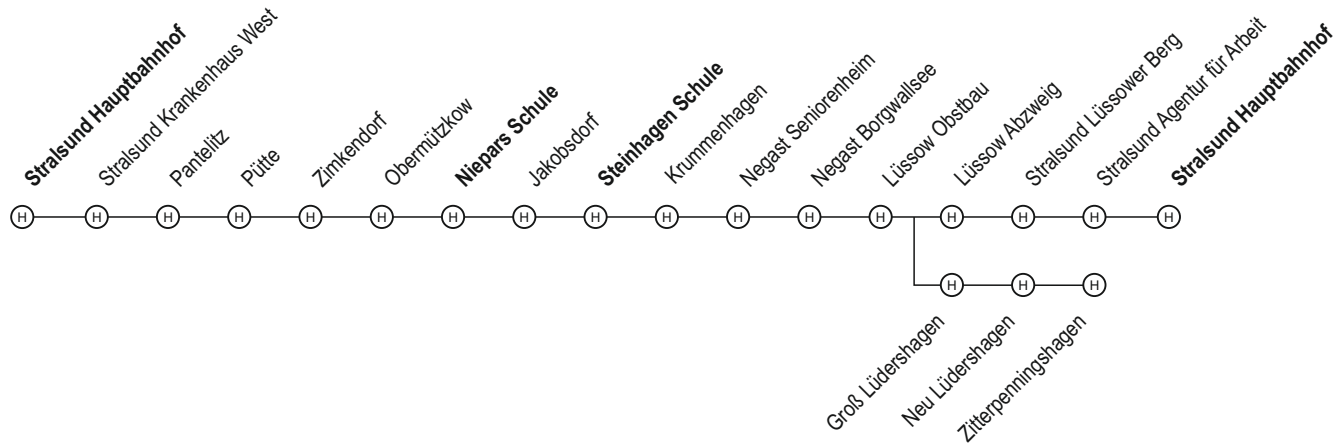 Stralsund Hauptbahnhof
Stralsund Krankenhaus West
Pantelitz
Pütte
Zimkendorf
Obermützkow
Niepars Schule
Jakobsdorf
Steinhagen Schule
Krummenhagen
Negast Seniorenheim
Negast Borgwallsee
Lüssow Obstbau
Lüssow Abzweig
Stralsund Lüssower Berg
Stralsund Agentur für Arbeit
Stralsund Hauptbahnhof
H H H H H H H H H H H H H H H H H
H H H
Groß Lüdershagen
Neu Lüdershagen
Zitterpenningshagen